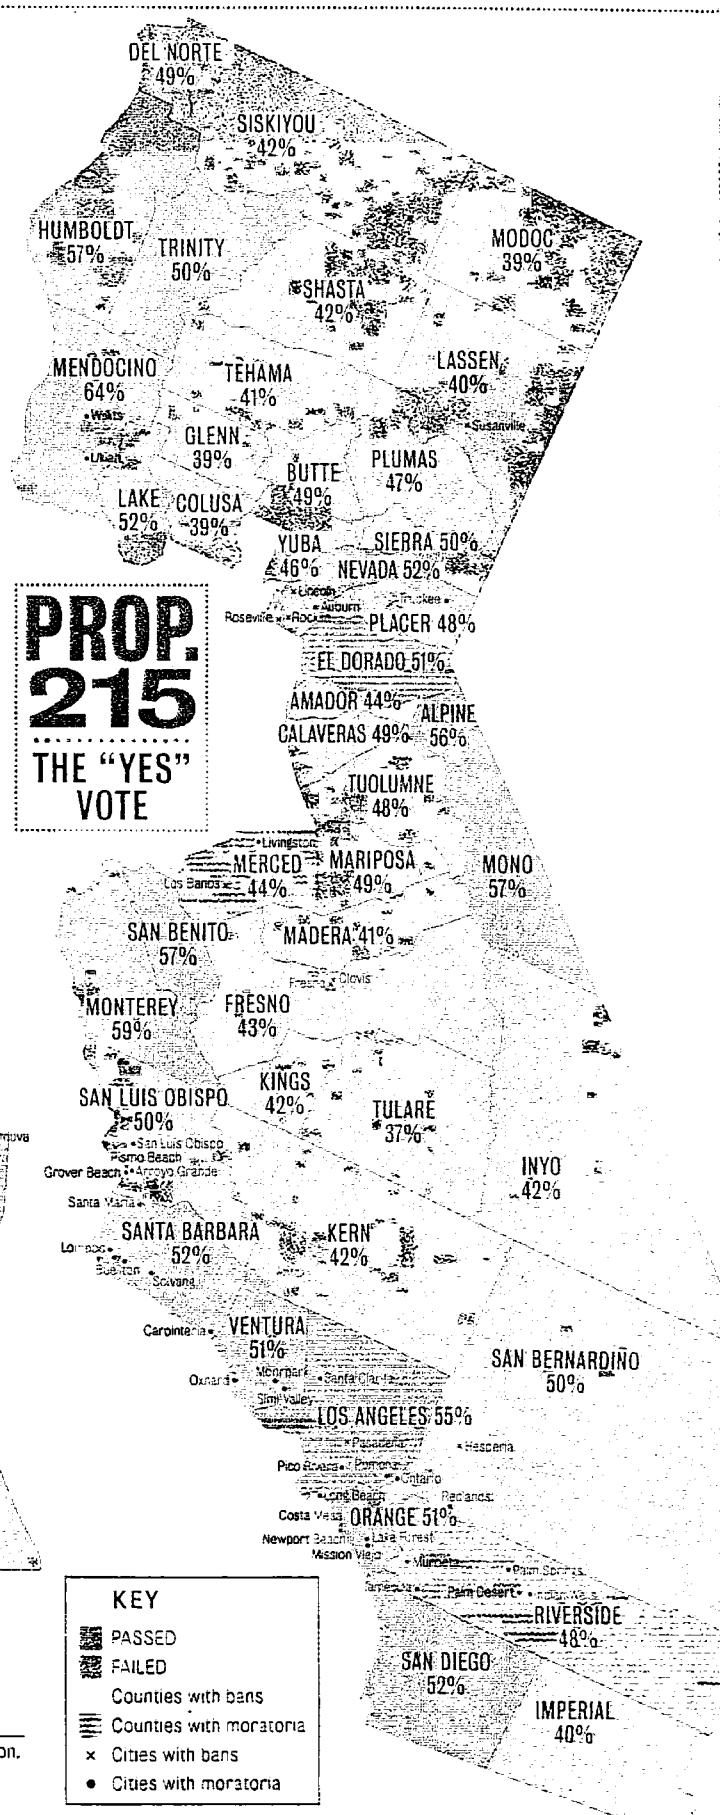 DEL NORTE
49%
SISKIYOU
42%
HUMBOLDT
57%
TRINITY
50%
MODOC
39%
SHASTA
42%
MENDOCINO
64%
TEHAMA
41%
LASSEN
40%
Susanville
GLENN
39%
BUTTE
49%
PLUMAS
47%
LAKE
52%
COLUSA
39%
YUBA
46%
SIERRA 50%
NEVADA 52%
Lincoln
Auburn
Truckee
Roseville
PLACER 48%
PROP.
215
THE "YES"
VOTE
EL DORADO 51%
AMADOR 44%
ALPINE
56%
CALAVERAS 49%
TUOLUMNE
48%
Livingston
MERCED
44%
Los Banos
MARIPOSA
49%
MONO
57%
SAN BENITO
57%
MADERA 41%
Fresno
Clovis
MONTEREY
59%
FRESNO
43%
SAN LUIS OBISPO
50%
KINGS
42%
TULARE
37%
San Luis Obispo
Pismo Beach
Grover Beach
Arroyo Grande
INYO
42%
Santa Maria
SANTA BARBARA
52%
KERN
42%
Lompoc
Solvang
Carpinteria
VENTURA
51%
SAN BERNARDINO
50%
Oxnard
Moorpark
Santa Clarita
Simi Valley
LOS ANGELES 55%
Pasadena
Hesperia
Pico Rivera
Pomona
Ontario
Long Beach
Redlands
Costa Mesa
ORANGE 51%
Newport Beach
Lake Forest
Mission Viejo
Murrieta
Palm Springs
Temecula
Palm Desert
Indian Wells
RIVERSIDE
48%
SAN DIEGO
52%
IMPERIAL
40%
KEY
PASSED
FAILED
Counties with bans
Counties with moratoria
× Cities with bans
• Cities with moratoria
on.